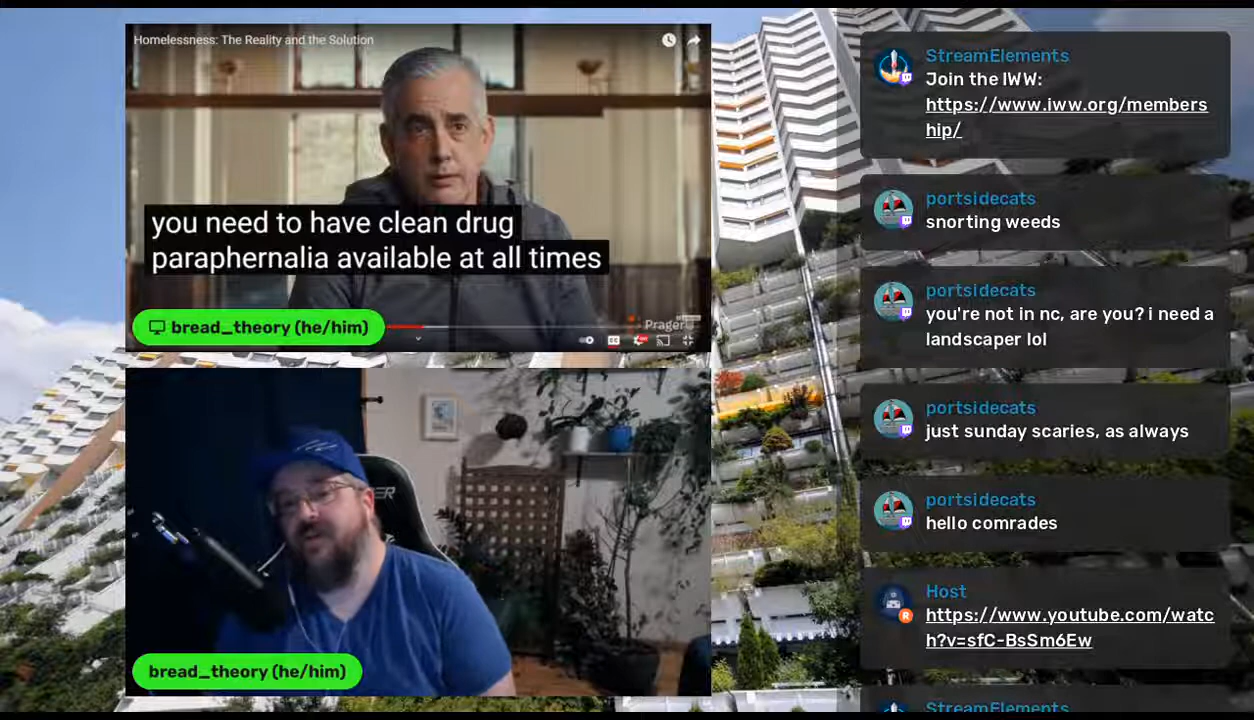 Homelessness: The Reality and the Solution
you need to have clean drug
paraphernalia available at all times
bread_theory (he/him)
Prager
CC
bread_theory (he/him)
StreamElements
Join the IWW:
https://www.iww.org/members
hip/
portsidecats
snorting weeds
portsidecats
you're not in nc, are you? i need a
landscaper lol
portsidecats
just sunday scaries, as always
portsidecats
hello comrades
Host
https://www.youtube.com/watc
h?v=sfC-BsSm6Ew
StreamElements